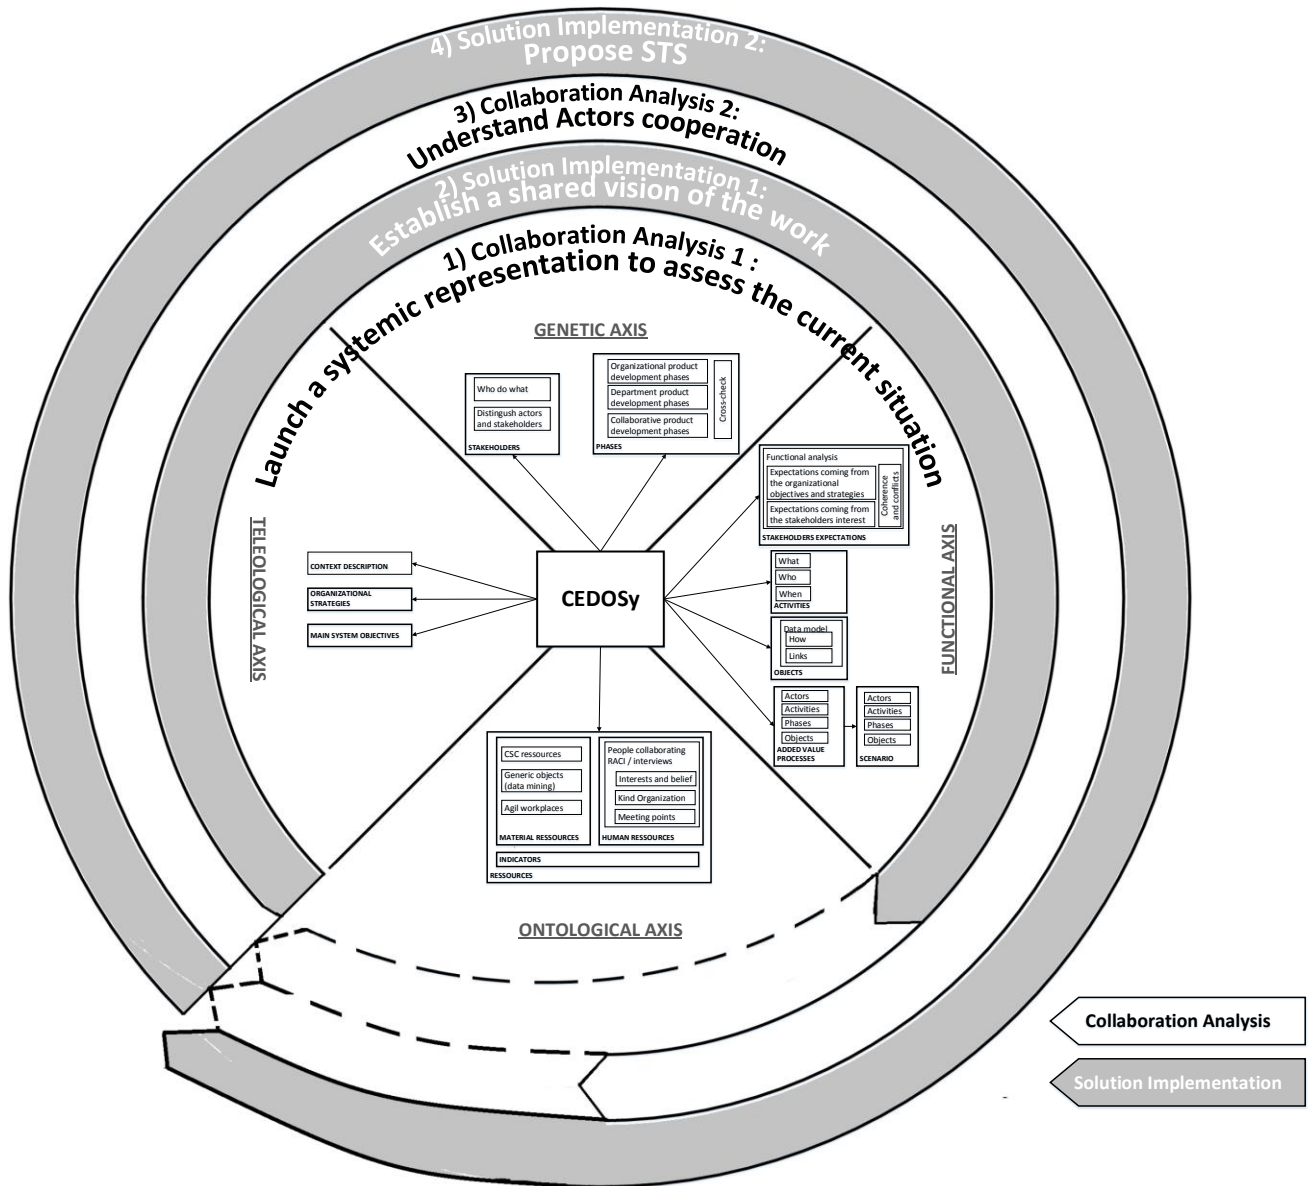 4) Solution Implementation 2:
Propose STS
3) Collaboration Analysis 2:
Understand Actors cooperation
2) Solution Implementation 1:
Establish a shared vision of the work
1) Collaboration Analysis 1 :
Launch a systemic representation to assess the current situation
GENETIC AXIS
Who do what
Distingush actors
and stakeholders
STAKEHOLDERS
Organizational product
development phases
Department product
development phases
Collaborative product
development phases
Cross-check
PHASES
Functional analysis
Expectations coming from
the organizational
objectives and strategies
Expectations coming from
the stakeholders interest
Coherence
and conflicts
STAKEHOLDERS EXPECTATIONS
TELEOLOGICAL AXIS
CONTEXT DESCRIPTION
ORGANIZATIONAL
STRATEGIES
MAIN SYSTEM OBJECTIVES
CEDOSy
What
Who
When
ACTIVITIES
Data model
How
Links
OBJECTS
FUNCTIONAL AXIS
Actors
Activities
Phases
Objects
ADDED VALUE
PROCESSES
Actors
Activities
Phases
Objects
SCENARIO
CSC ressources
Generic objects
(data mining)
Agil workplaces
MATERIAL RESSOURCES
People collaborating
RACI / interviews
Interests and belief
Kind Organization
Meeting points
HUMAN RESSOURCES
INDICATORS
RESSOURCES
ONTOLOGICAL AXIS
Collaboration Analysis
Solution Implementation